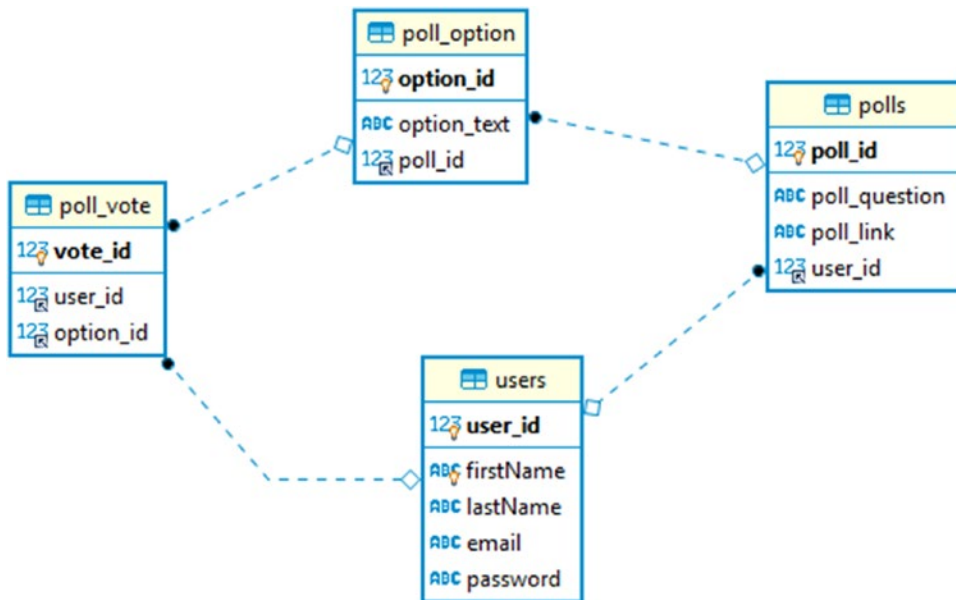 poll_option
123 option_id
ABC option_text
123 poll_id
polls
123 poll_id
ABC poll_question
ABC poll_link
123 user_id
poll_vote
123 vote_id
123 user_id
123 option_id
users
123 user_id
ABC firstName
ABC lastName
ABC email
ABC password